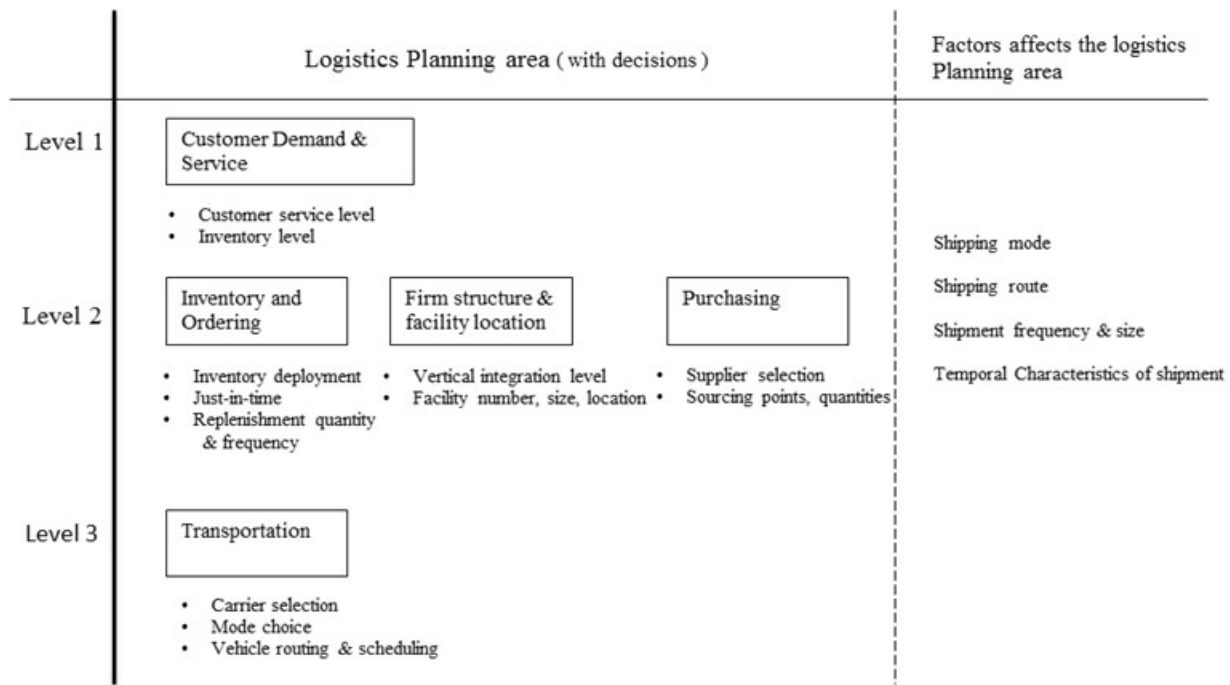 Logistics Planning area ( with decisions )
Factors affects the logistics
Planning area
Level 1
Customer Demand &
Service
• Customer service level
• Inventory level
Level 2
Inventory and
Ordering
• Inventory deployment
• Just-in-time
• Replenishment quantity
& frequency
Firm structure &
facility location
• Vertical integration level
• Facility number, size, location
Purchasing
• Supplier selection
• Sourcing points, quantities
Level 3
Transportation
• Carrier selection
• Mode choice
• Vehicle routing & scheduling
Shipping mode
Shipping route
Shipment frequency & size
Temporal Characteristics of shipment